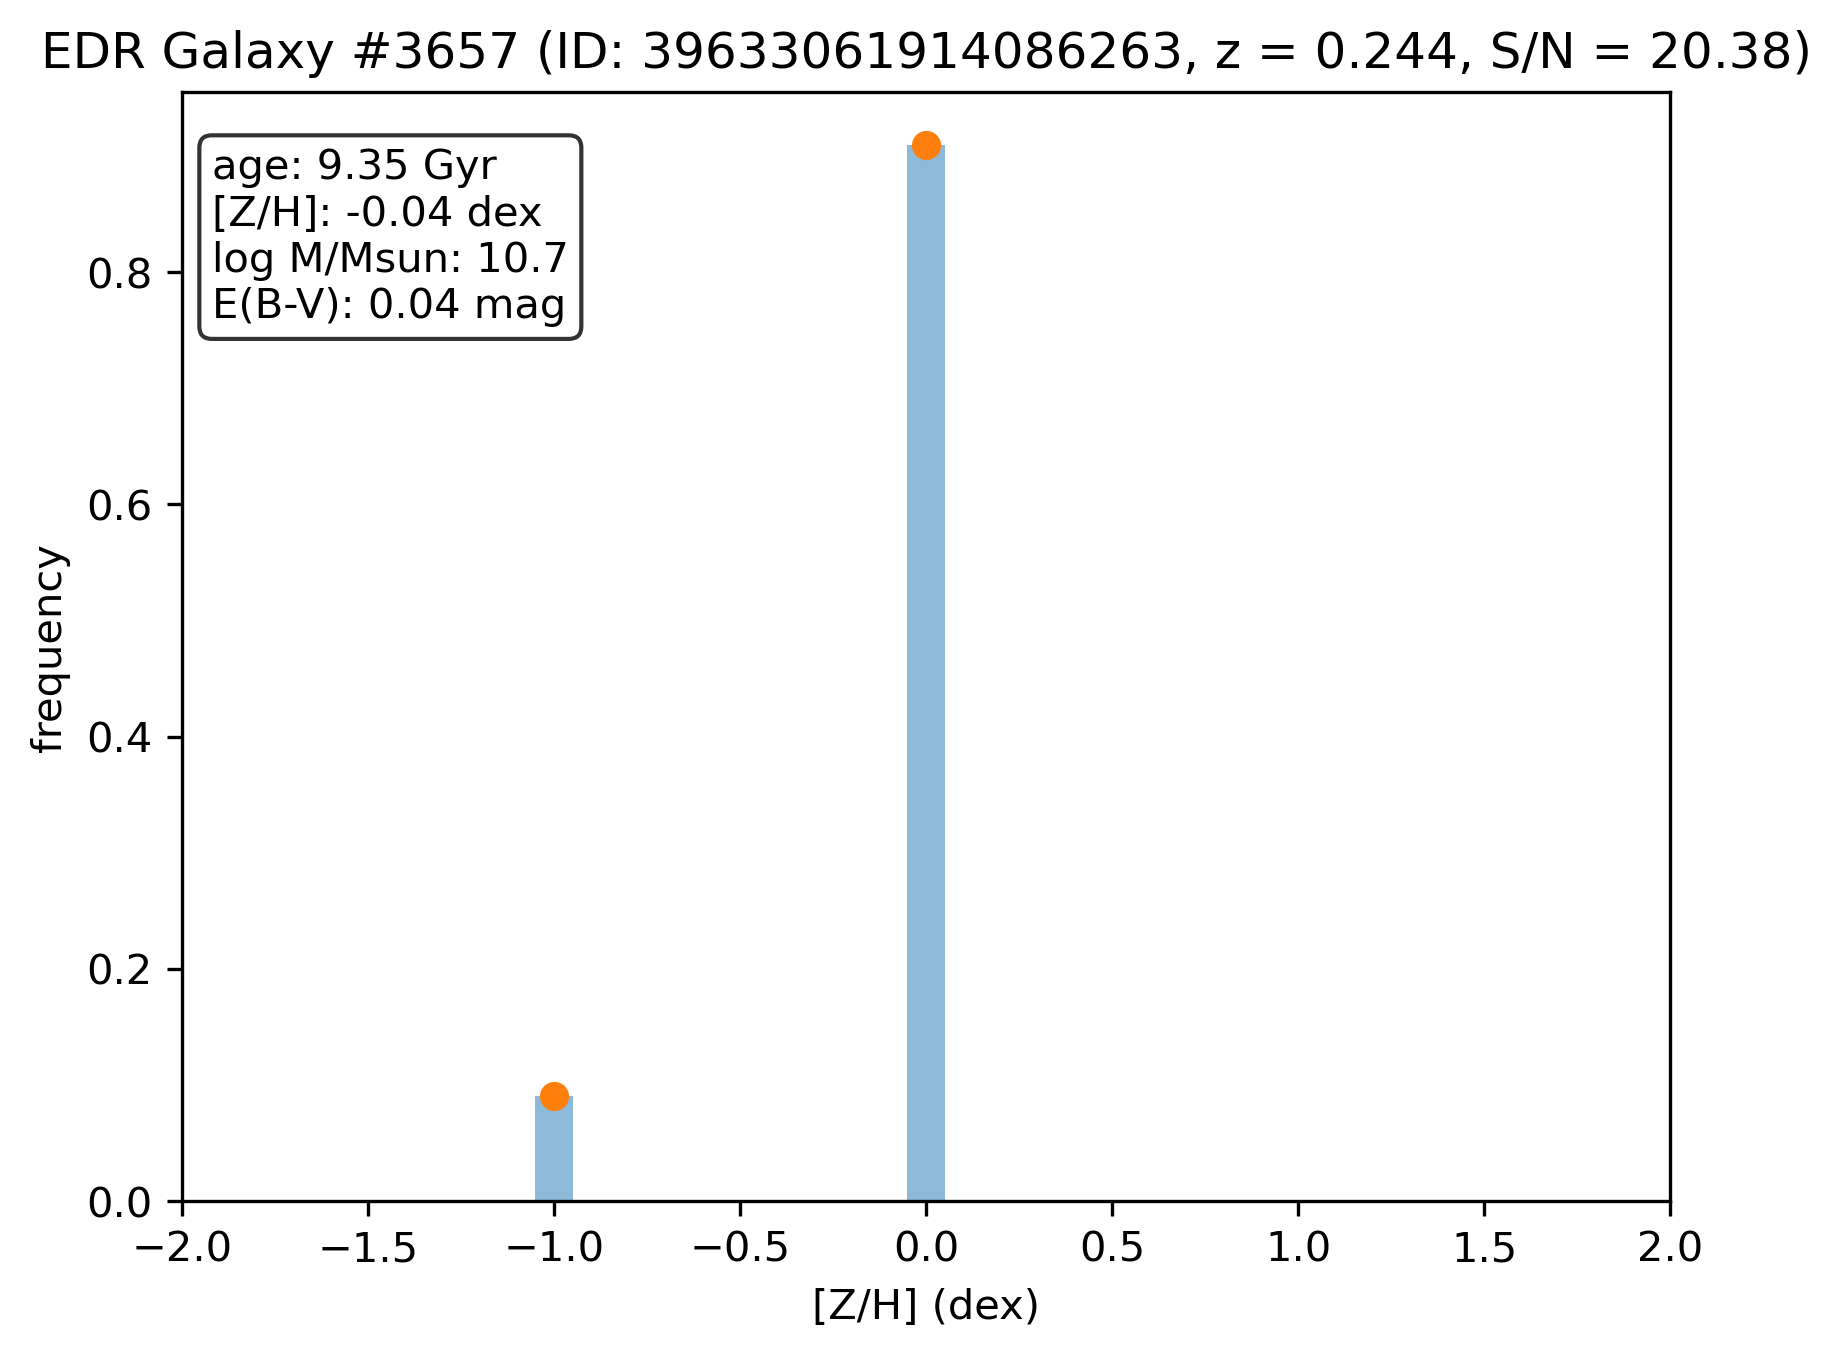 EDR Galaxy #3657 (ID: 39633061914086263, z = 0.244, S/N = 20.38)
age: 9.35 Gyr
[Z/H]: -0.04 dex
log M/Msun: 10.7
E(B-V): 0.04 mag
frequency
0.8
0.6
0.4
0.2
0.0
−2.0 −1.5 −1.0 −0.5 0.0 0.5 1.0 1.5 2.0
[Z/H] (dex)